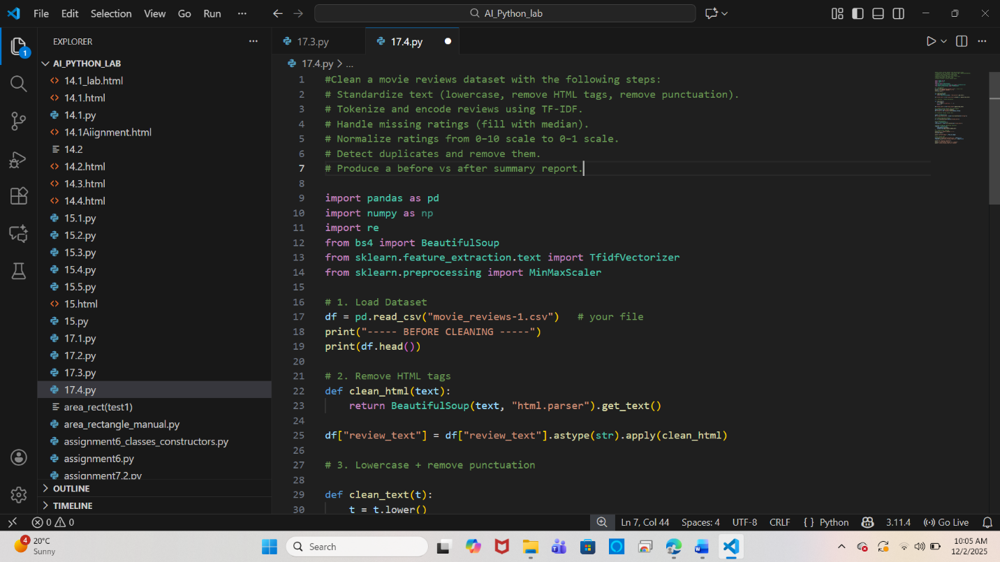 File Edit Selection View Go Run ··· AI_Python_lab
EXPLORER ···
17.3.py
17.4.py
17.4.py > ...
1
AI_PYTHON_LAB
14.1_lab.html
14.1.html
14.1.py
14.1Aiignment.html
14.2
14.2.html
14.3.html
14.4.html
15.1.py
15.2.py
15.3.py
15.4.py
15.5.py
15.html
15.py
17.1.py
17.2.py
17.3.py
17.4.py
area_rect(test1)
area_rectangle_manual.py
assignment6_classes_constructors.py
assignment6.py
assignment7.2.py
OUTLINE
TIMELINE
1 #Clean a movie reviews dataset with the following steps:
2 # Standardize text (lowercase, remove HTML tags, remove punctuation).
3 # Tokenize and encode reviews using TF-IDF.
4 # Handle missing ratings (fill with median).
5 # Normalize ratings from 0–10 scale to 0–1 scale.
6 # Detect duplicates and remove them.
7 # Produce a before vs after summary report.
8
9 import pandas as pd
10 import numpy as np
11 import re
12 from bs4 import BeautifulSoup
13 from sklearn.feature_extraction.text import TfidfVectorizer
14 from sklearn.preprocessing import MinMaxScaler
15
16 # 1. Load Dataset
17 df = pd.read_csv("movie_reviews-1.csv")   # your file
18 print("----- BEFORE CLEANING -----")
19 print(df.head())
20
21 # 2. Remove HTML tags
22 def clean_html(text):
23     return BeautifulSoup(text, "html.parser").get_text()
24
25 df["review_text"] = df["review_text"].astype(str).apply(clean_html)
26
27 # 3. Lowercase + remove punctuation
28
29 def clean_text(t):
30     t = t.lower()
0 0 Ln 7, Col 44 Spaces: 4 UTF-8 CRLF { } Python 3.11.4 Go Live
4 20°C
Sunny
Search
10:05 AM
12/2/2025